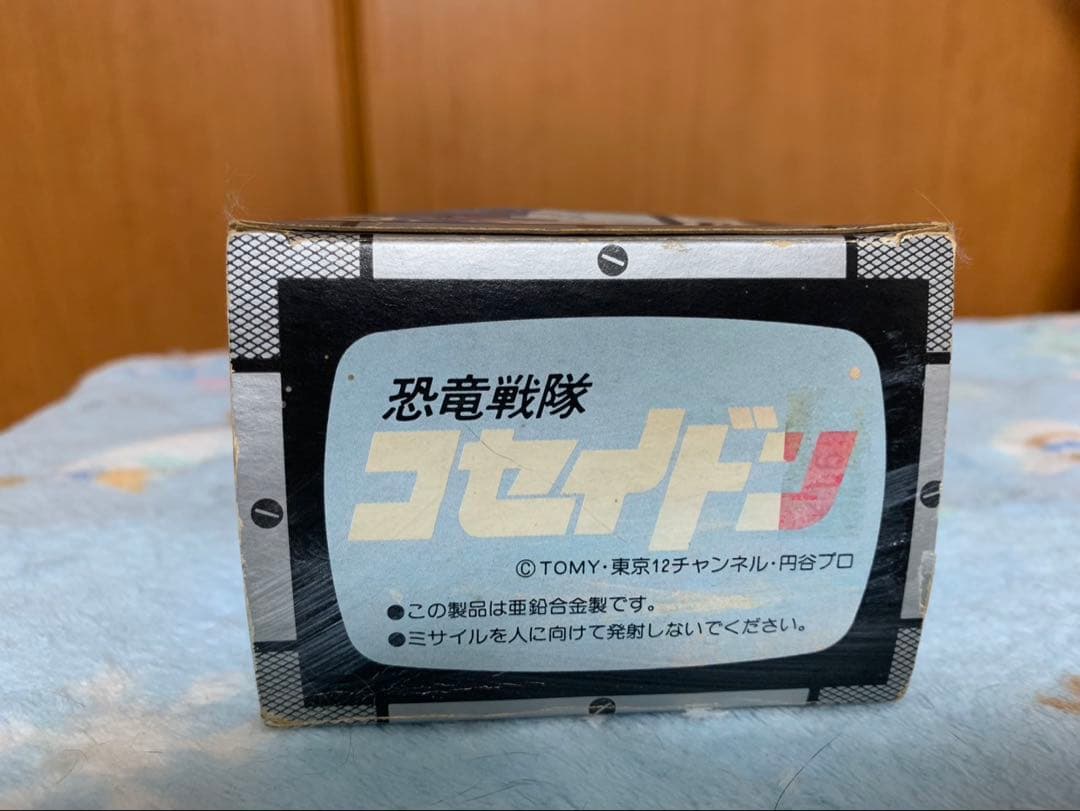 恐竜戦隊
コセイドン
©TOMY・東京12チャンネル・円谷プロ
●この製品は亜鉛合金製です。
●ミサイルを人に向けて発射しないでください。